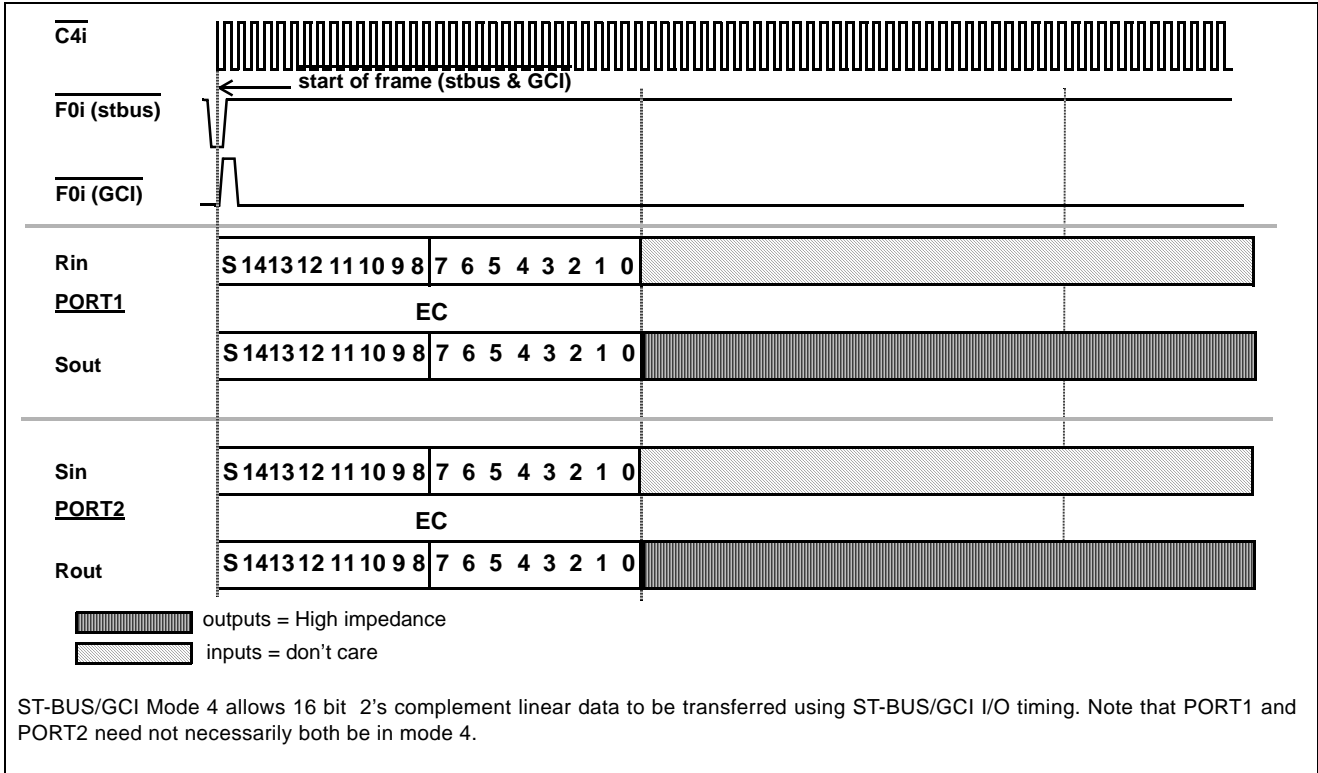 C4i
start of frame (stbus & GCI)
F0i (stbus)
F0i (GCI)
Rin
S 14 13 12 11 10 9 8 7 6 5 4 3 2 1 0
PORT1
EC
Sout
S 14 13 12 11 10 9 8 7 6 5 4 3 2 1 0
Sin
S 14 13 12 11 10 9 8 7 6 5 4 3 2 1 0
PORT2
EC
Rout
S 14 13 12 11 10 9 8 7 6 5 4 3 2 1 0
outputs = High impedance
inputs = don't care
ST-BUS/GCI Mode 4 allows 16 bit 2's complement linear data to be transferred using ST-BUS/GCI I/O timing. Note that PORT1 and
PORT2 need not necessarily both be in mode 4.